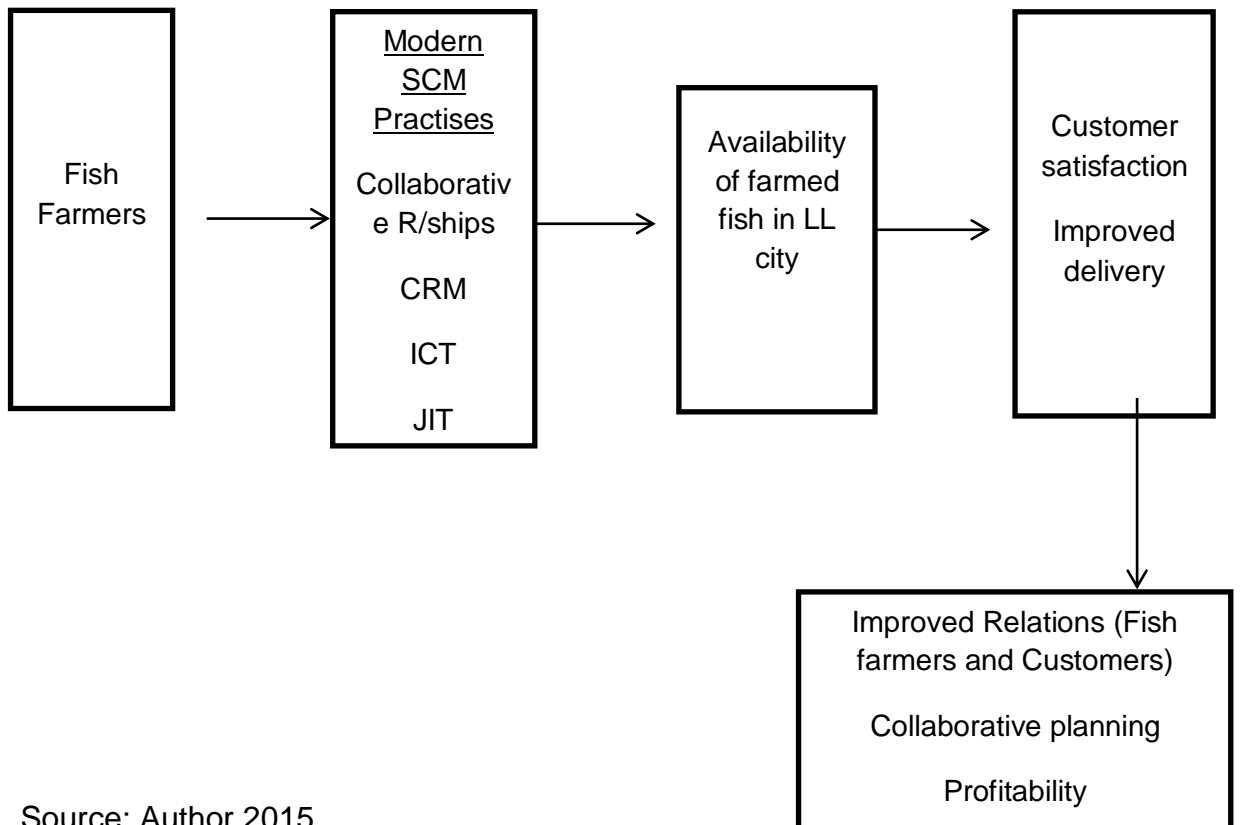 Fish
Farmers
Modern
SCM
Practises
Collaborativ
e R/ships
CRM
ICT
JIT
Availability
of farmed
fish in LL
city
Customer
satisfaction
Improved
delivery
Improved Relations (Fish
farmers and Customers)
Collaborative planning
Profitability
Source: Author 2015